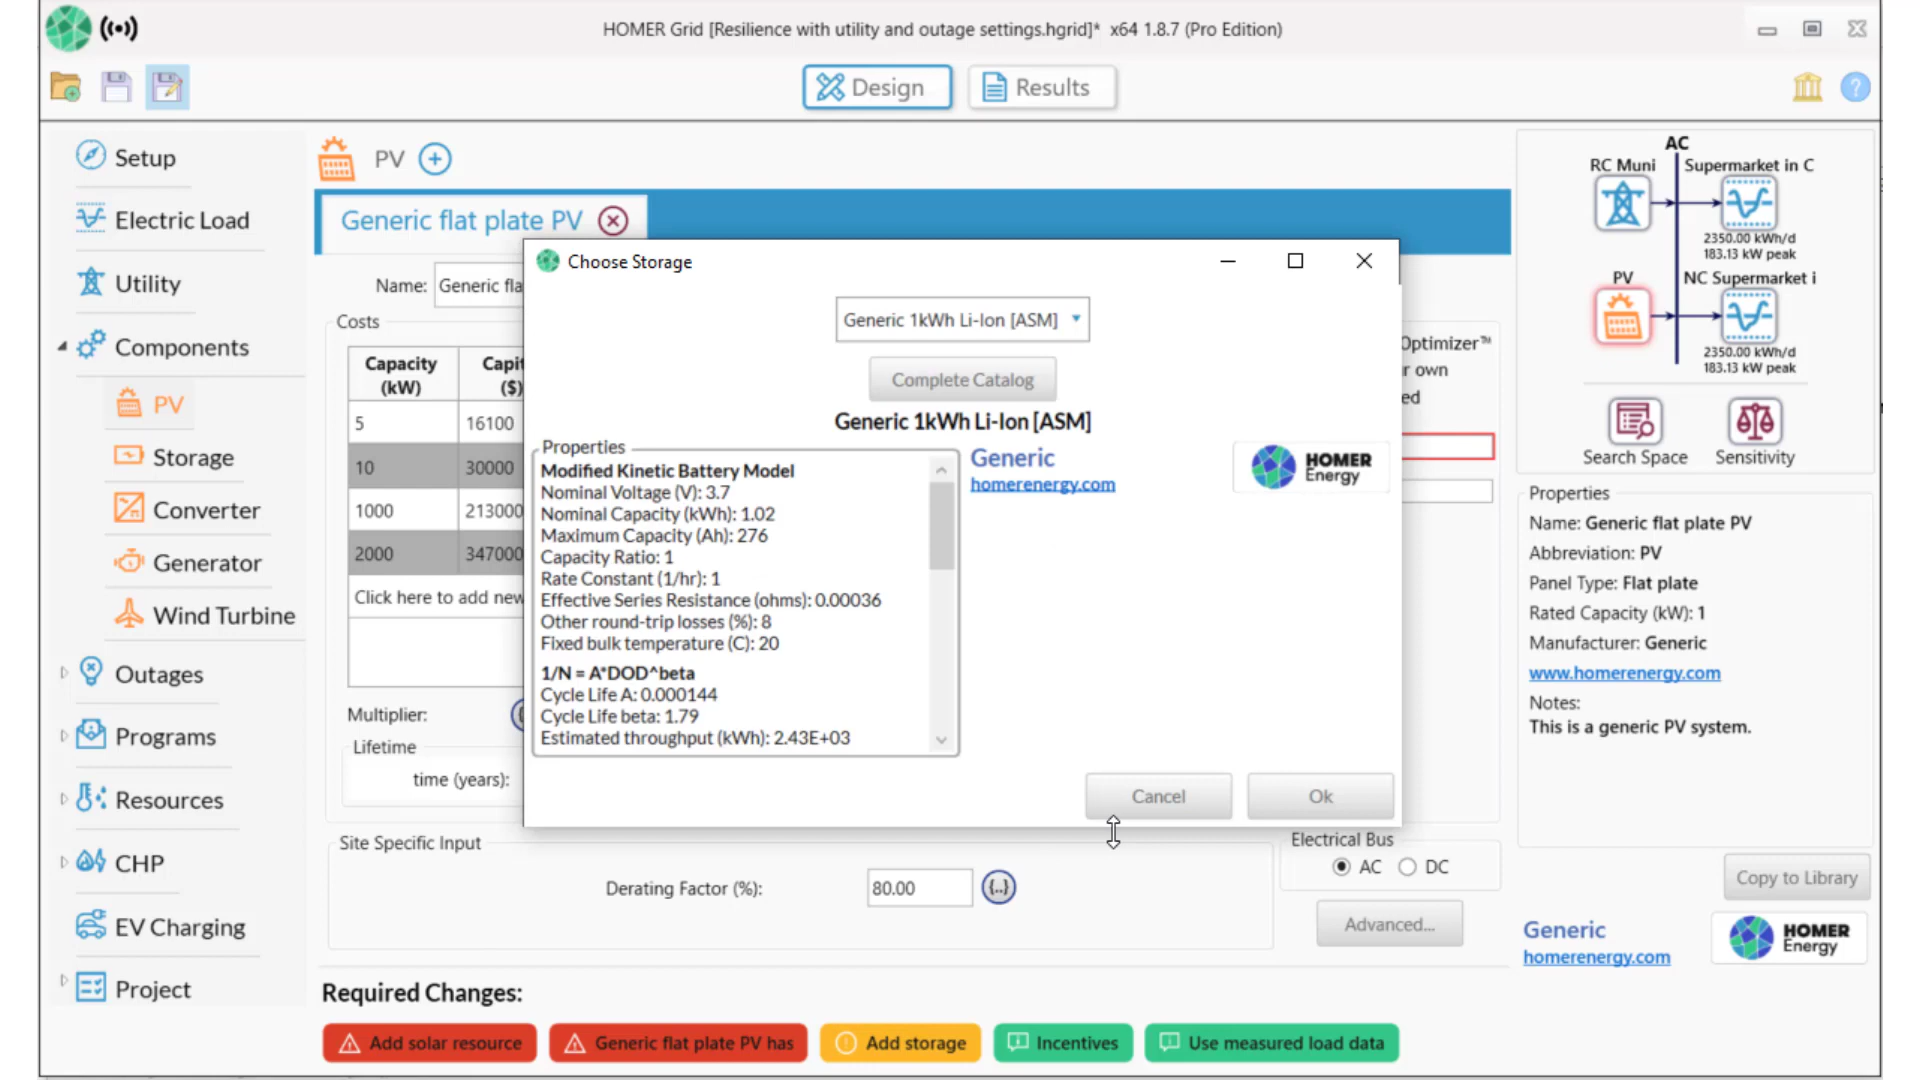 HOMER Grid [Resilience with utility and outage settings.hgrid]* x64 1.8.7 (Pro Edition)
Design
Results
?
Setup
Electric Load
Utility
Components
PV
Storage
Converter
Generator
Wind Turbine
Outages
Programs
Resources
CHP
EV Charging
Project
PV
Generic flat plate PV
Name: Generic fla
Costs
Capacity (kW)
Capit ($)
5 16100
10 30000
1000 213000
2000 347000
Click here to add new
Multiplier:
Lifetime
time (years):
Optimizer™
r own
ed
Choose Storage
Generic 1kWh Li-Ion [ASM]
Complete Catalog
Generic 1kWh Li-Ion [ASM]
Properties
Modified Kinetic Battery Model
Nominal Voltage (V): 3.7
Nominal Capacity (kWh): 1.02
Maximum Capacity (Ah): 276
Capacity Ratio: 1
Rate Constant (1/hr): 1
Effective Series Resistance (ohms): 0.00036
Other round-trip losses (%): 8
Fixed bulk temperature (C): 20
1/N = A*DOD^beta
Cycle Life A: 0.000144
Cycle Life beta: 1.79
Estimated throughput (kWh): 2.43E+03
Generic
homerenergy.com
HOMER
Energy
Cancel
Ok
Site Specific Input
Derating Factor (%): 80.00 {..}
Electrical Bus
AC DC
Advanced...
Required Changes:
Add solar resource
Generic flat plate PV has
Add storage
Incentives
Use measured load data
AC
RC Muni
Supermarket in C
2350.00 kWh/d
183.13 kW peak
PV
NC Supermarket i
2350.00 kWh/d
183.13 kW peak
Search Space
Sensitivity
Properties
Name: Generic flat plate PV
Abbreviation: PV
Panel Type: Flat plate
Rated Capacity (kW): 1
Manufacturer: Generic
www.homerenergy.com
Notes:
This is a generic PV system.
Copy to Library
Generic
homerenergy.com
HOMER
Energy